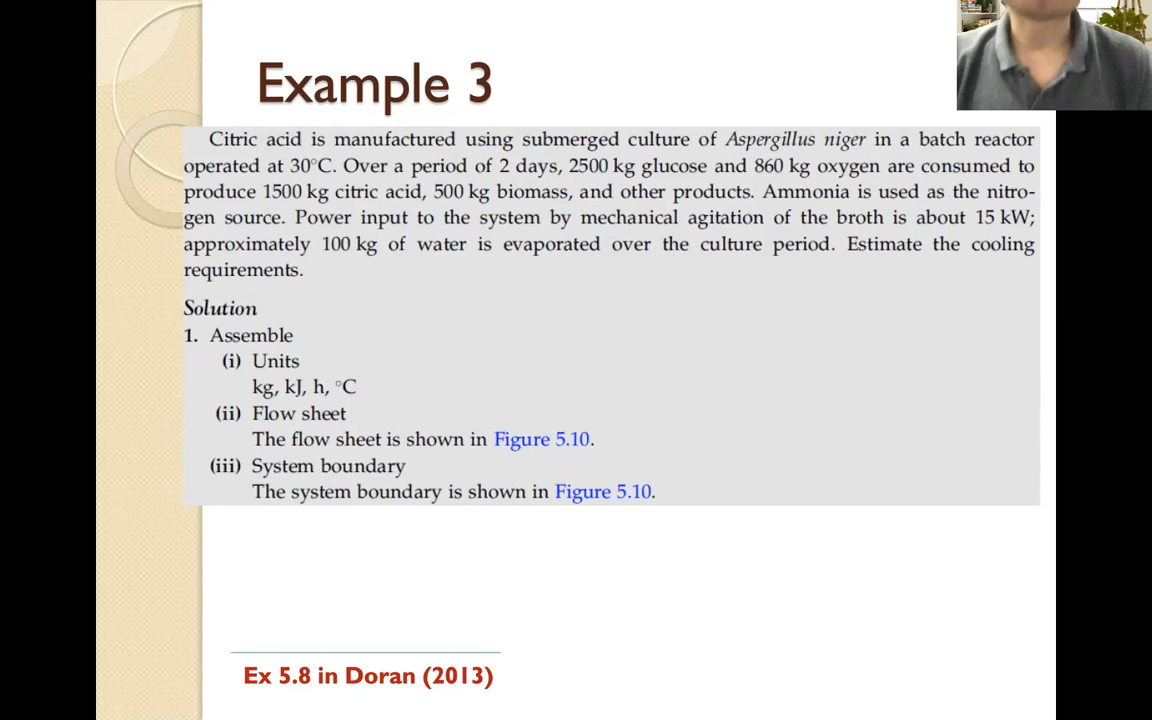 Example 3
Citric acid is manufactured using submerged culture of Aspergillus niger in a batch reactor
operated at 30°C. Over a period of 2 days, 2500 kg glucose and 860 kg oxygen are consumed to
produce 1500 kg citric acid, 500 kg biomass, and other products. Ammonia is used as the nitro-
gen source. Power input to the system by mechanical agitation of the broth is about 15 kW;
approximately 100 kg of water is evaporated over the culture period. Estimate the cooling
requirements.
Solution
1. Assemble
(i) Units
kg, kJ, h, °C
(ii) Flow sheet
The flow sheet is shown in Figure 5.10.
(iii) System boundary
The system boundary is shown in Figure 5.10.
Ex 5.8 in Doran (2013)